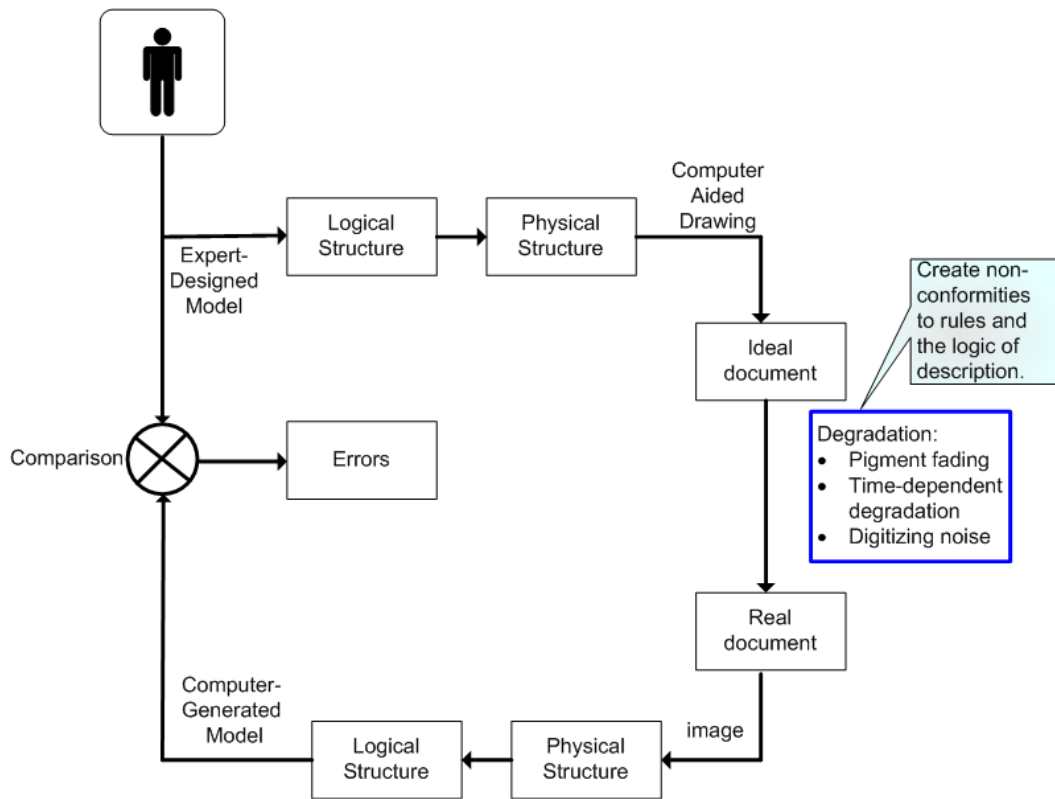 Computer
Aided
Drawing
Logical
Structure
Physical
Structure
Expert-
Designed
Model
Create non-
conformities
to rules and
the logic of
description.
Ideal
document
Degradation:
• Pigment fading
• Time-dependent
degradation
• Digitizing noise
Comparison
Errors
Real
document
Computer-
Generated
Model
image
Logical
Structure
Physical
Structure